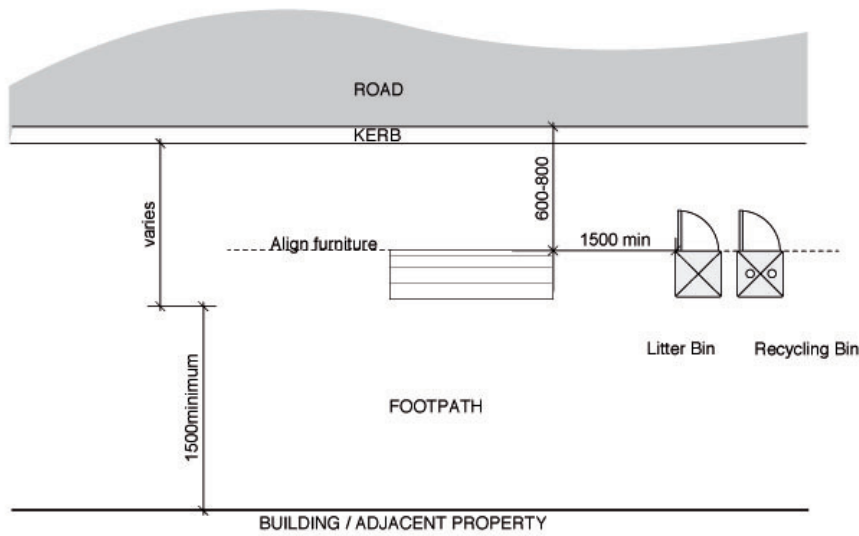 ROAD
KERB
600-800
varies
Align furniture
1500 min
Litter Bin
Recycling Bin
1500minimum
FOOTPATH
BUILDING / ADJACENT PROPERTY